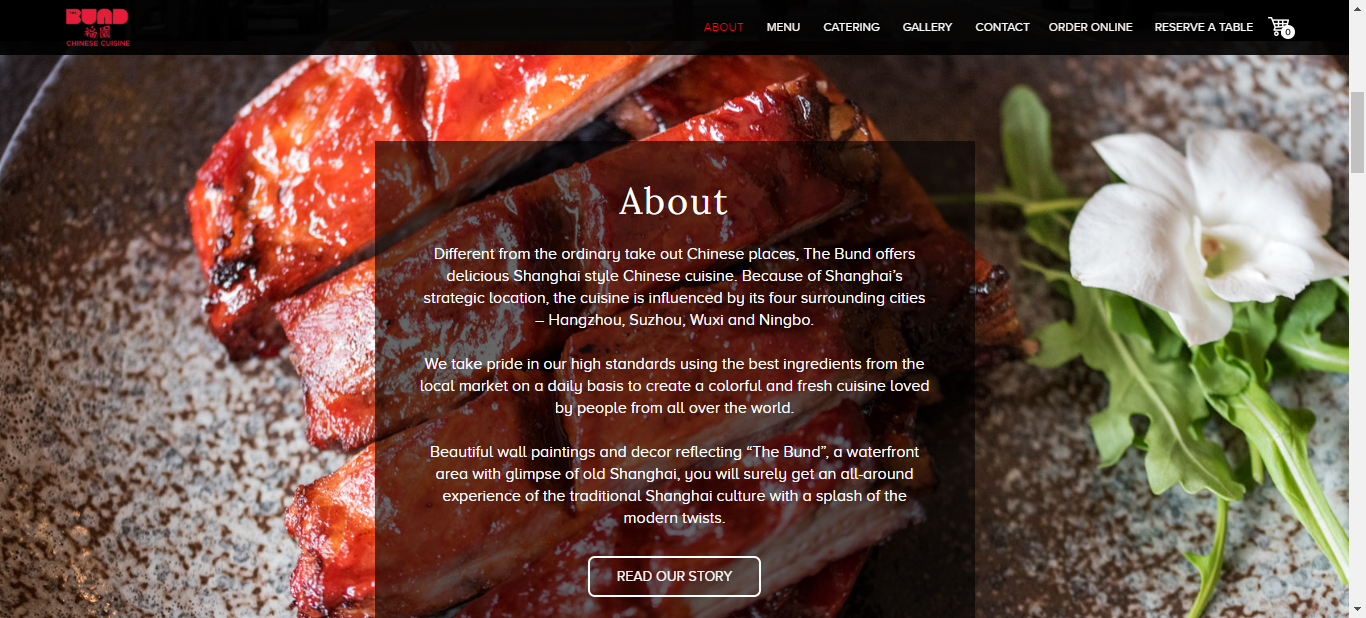 THE
BUND
CHINESE CUISINE
ABOUT MENU CATERING GALLERY CONTACT ORDER ONLINE RESERVE A TABLE 0
About
Different from the ordinary take out Chinese places, The Bund offers
delicious Shanghai style Chinese cuisine. Because of Shanghai’s
strategic location, the cuisine is influenced by its four surrounding cities
– Hangzhou, Suzhou, Wuxi and Ningbo.
We take pride in our high standards using the best ingredients from the
local market on a daily basis to create a colorful and fresh cuisine loved
by people from all over the world.
Beautiful wall paintings and decor reflecting “The Bund”, a waterfront
area with glimpse of old Shanghai, you will surely get an all-around
experience of the traditional Shanghai culture with a splash of the
modern twists.
READ OUR STORY